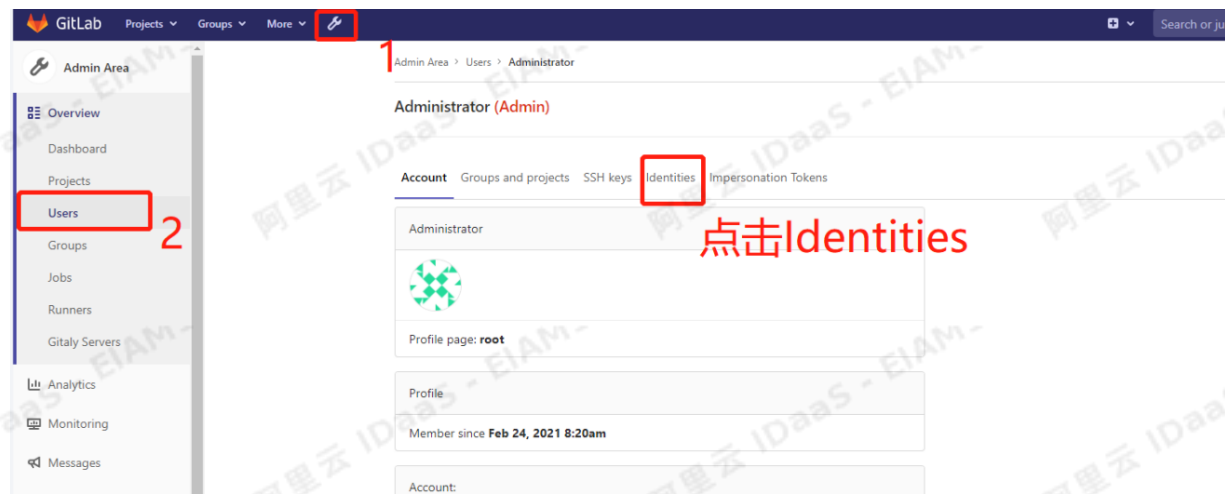 GitLab Projects Groups More Search or ju
1
Admin Area
Admin Area > Users > Administrator
Overview
Administrator (Admin)
Dashboard
Projects
Account Groups and projects SSH keys Identities Impersonation Tokens
Users
2
点击Identities
Administrator
Groups
Jobs
Runners
Profile page: root
Gitaly Servers
Analytics
Profile
Monitoring
Member since Feb 24, 2021 8:20am
Messages
Account:
阿里云 IDaaS - EIAM-